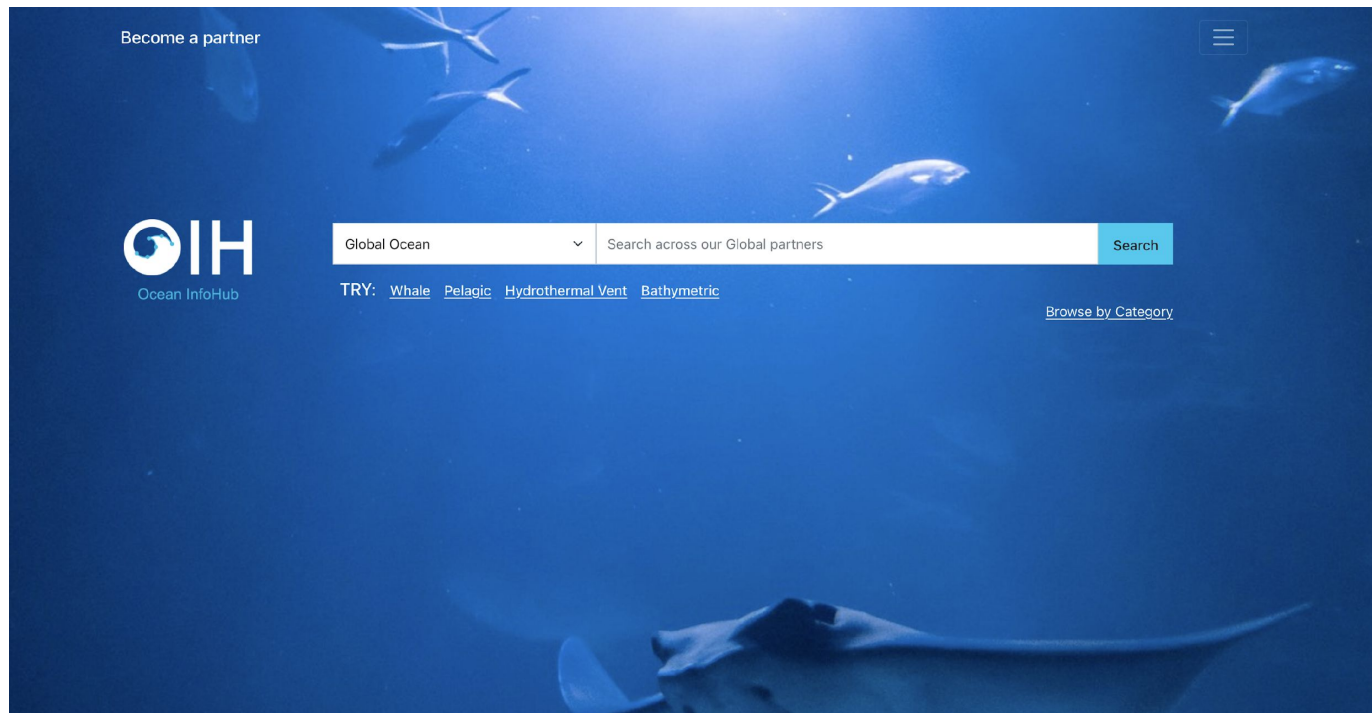 Become a partner
OIH
Ocean InfoHub
Global Ocean
Search across our Global partners
Search
TRY: Whale Pelagic Hydrothermal Vent Bathymetric
Browse by Category